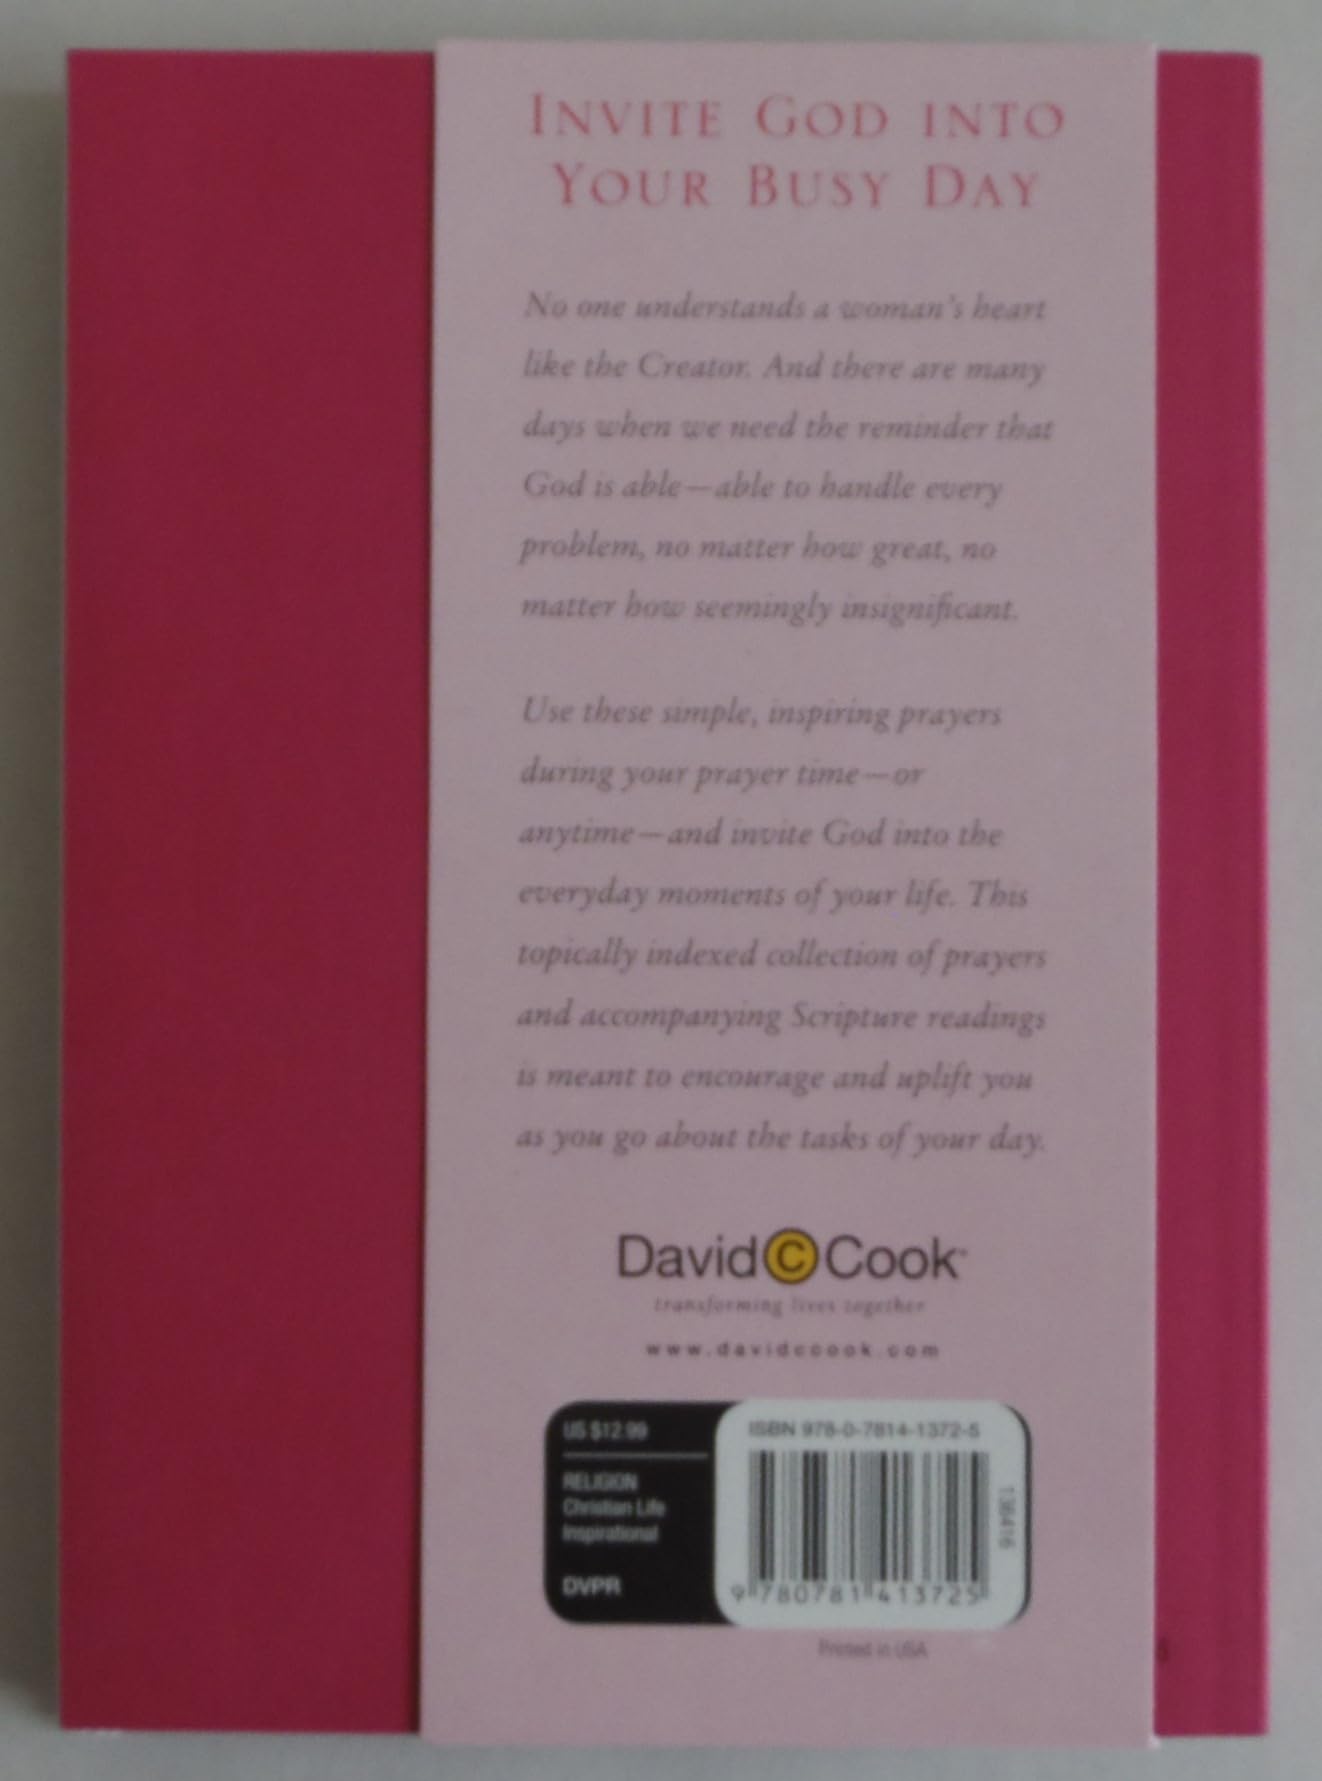 INVITE GOD INTO
YOUR BUSY DAY
No one understands a woman's heart
like the Creator. And there are many
days when we need the reminder that
God is able—able to handle every
problem, no matter how great, no
matter how seemingly insignificant.
Use these simple, inspiring prayers
during your prayer time—or
anytime—and invite God into the
everyday moments of your life. This
topically indexed collection of prayers
and accompanying Scripture readings
is meant to encourage and uplift you
as you go about the tasks of your day.
David C Cook
transforming lives together
www.davidccook.com
US $12.99
RELIGION
Christian Life
Inspirational
DVPR
ISBN 978-0-7814-1372-5
136416
9 780781 413725
Printed in USA